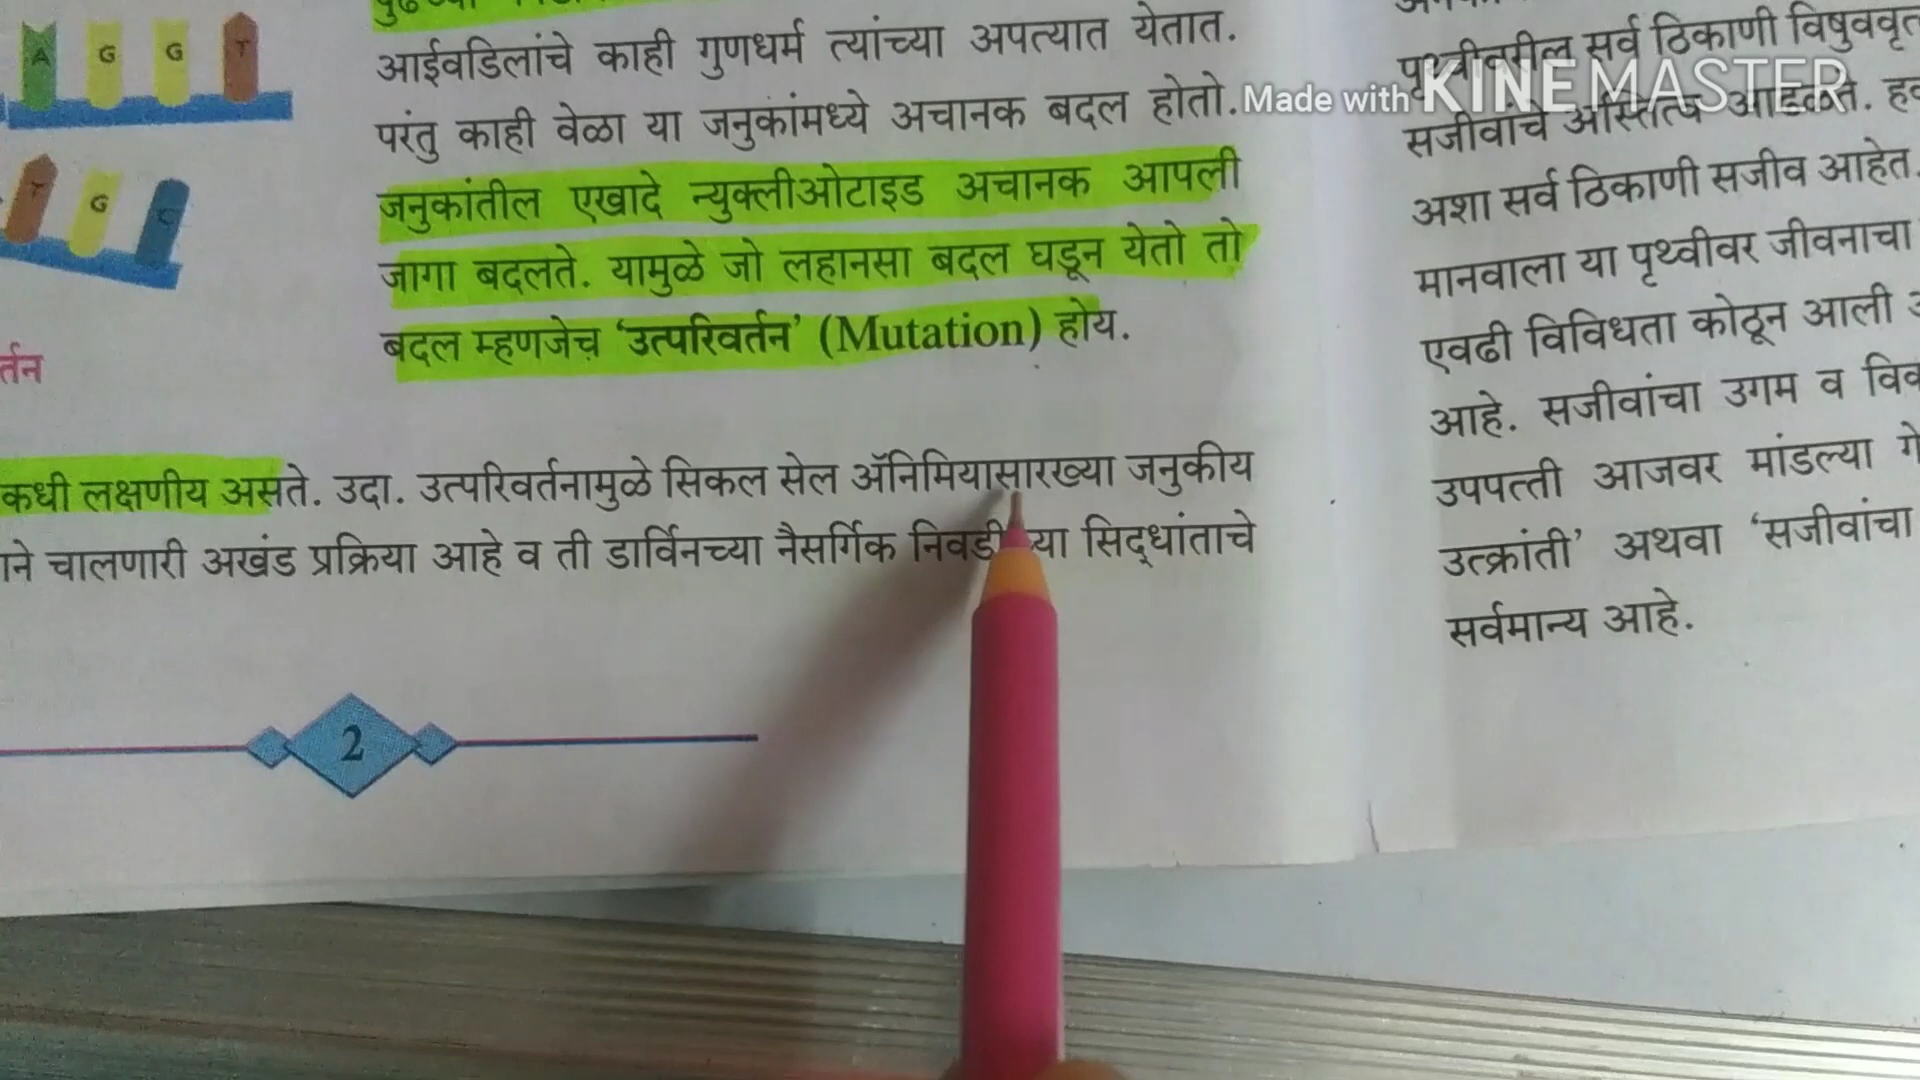 A G G T
T G C
आईवडिलांचे काही गुणधर्म त्यांच्या अपत्यात येतात.
परंतु काही वेळा या जनुकांमध्ये अचानक बदल होतो.
जनुकांतील एखादे न्युक्लीओटाइड अचानक आपली
जागा बदलते. यामुळे जो लहानसा बदल घडून येतो तो
बदल म्हणजेच ‘उत्परिवर्तन’ (Mutation) होय.
र्तन
कधी लक्षणीय असते. उदा. उत्परिवर्तनामुळे सिकल सेल ॲनिमियासारख्या जनुकीय
ने चालणारी अखंड प्रक्रिया आहे व ती डार्विनच्या नैसर्गिक सिद्धांताचे
2
पृथ्वीवरील सर्व ठिकाणी
सजीवांचे अस्तित्व आढळते.
अशा सर्व ठिकाणी सजीव आहेत.
मानवाला या पृथ्वीवर जीवनाचा
एवढी विविधता कोठून आली
आहे. सजीवांचा उगम व
उपपत्ती आजवर मांडल्या
उत्क्रांती’ अथवा ‘सजीवांचा
सर्वमान्य आहे.
Made with KINEMASTER